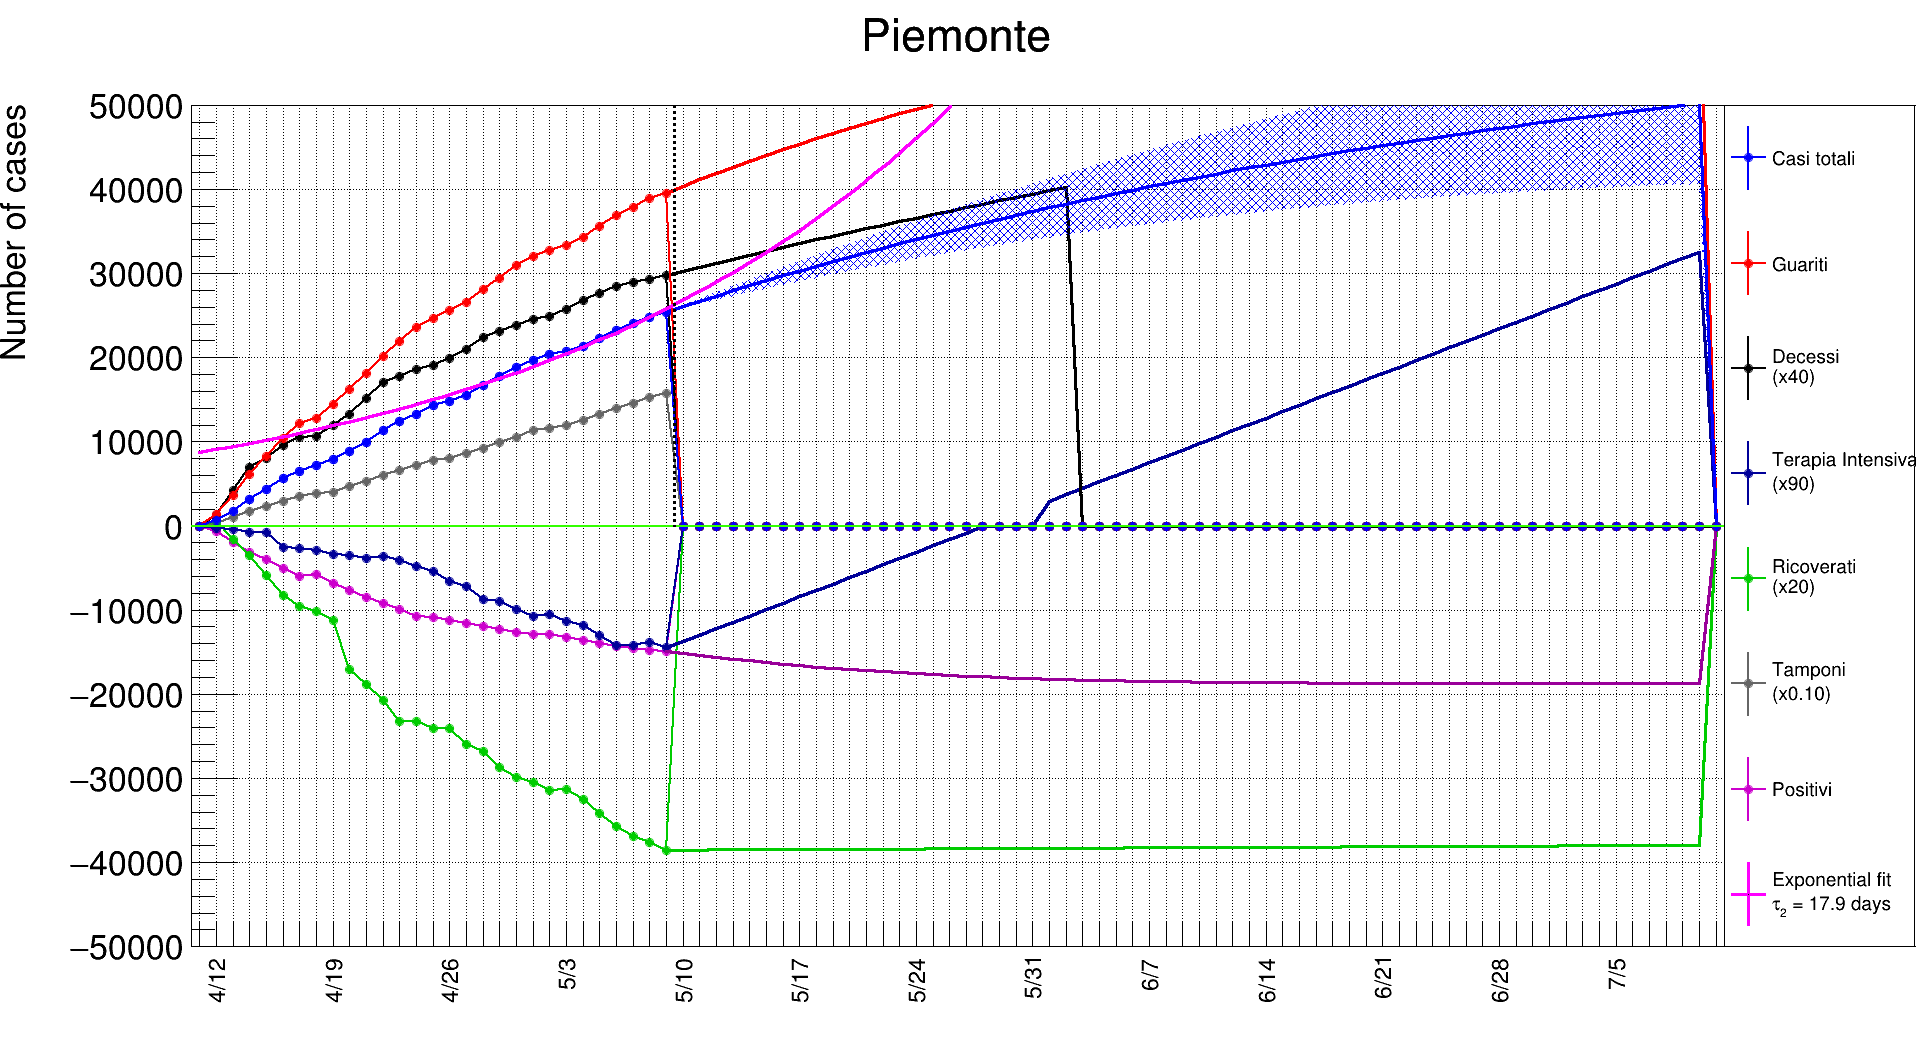 Piemonte
Number of cases
50000
40000
30000
20000
10000
0
−10000
−20000
−30000
−40000
−50000
4/12
4/19
4/26
5/3
5/10
5/17
5/24
5/31
6/7
6/14
6/21
6/28
7/5
Casi totali
Guariti
Decessi
(x40)
Terapia Intensiva
(x90)
Ricoverati
(x20)
Tamponi
(x0.10)
Positivi
Exponential fit
τ2 = 17.9 days